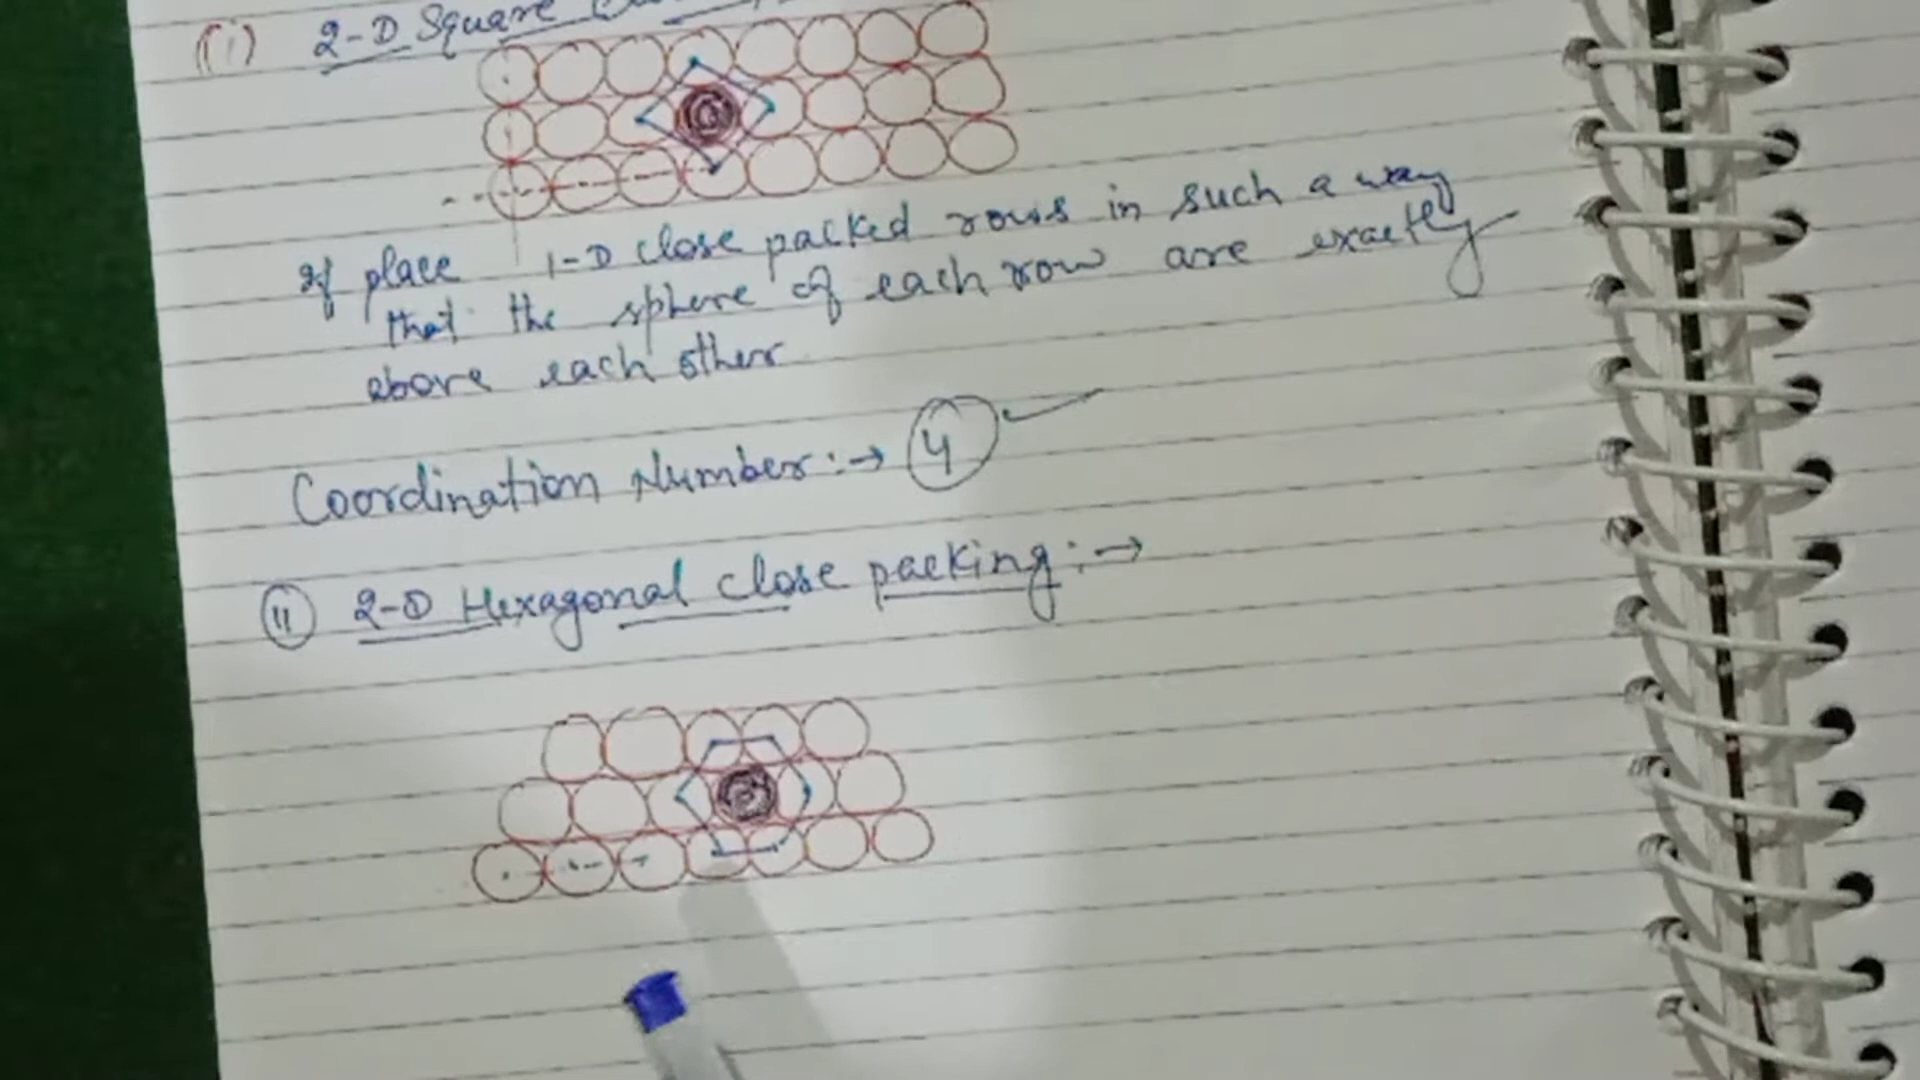 (i) 2-D Square
If place 1-D close packed rows in such a way
that the sphere of each row are exactly
above each other
Coordination Number :→ 4
(ii) 2-D Hexagonal close packing :→